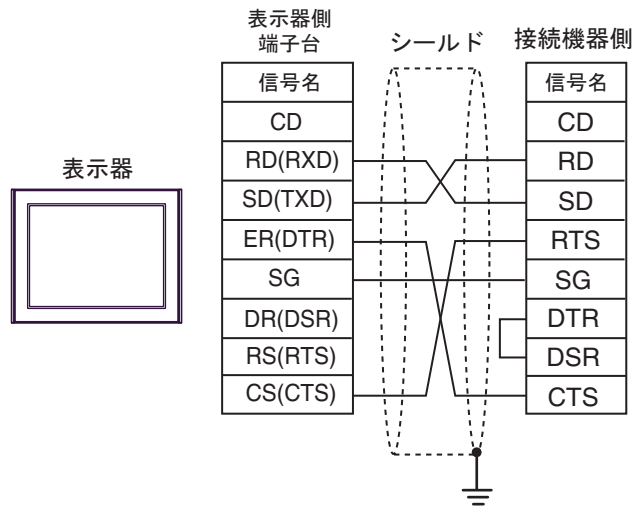 表示器側
端子台
シールド
接続機器側
信号名
信号名
CD
CD
RD(RXD)
RD
表示器
SD(TXD)
SD
ER(DTR)
RTS
SG
SG
DR(DSR)
DTR
RS(RTS)
DSR
CS(CTS)
CTS